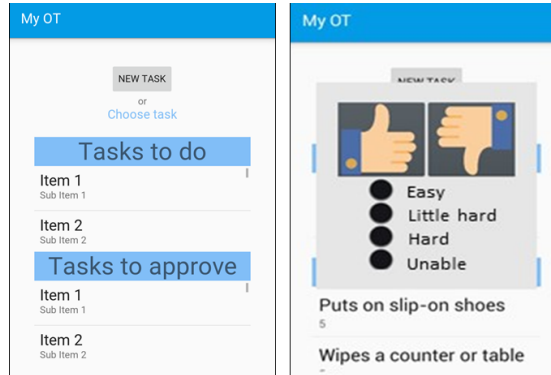 My OT
NEW TASK
or
Choose task
Tasks to do
Item 1
Sub Item 1
Item 2
Sub Item 2
Tasks to approve
Item 1
Sub Item 1
Item 2
Sub Item 2
My OT
NEW TASK
Easy
Little hard
Hard
Unable
Puts on slip-on shoes
5
Wipes a counter or table